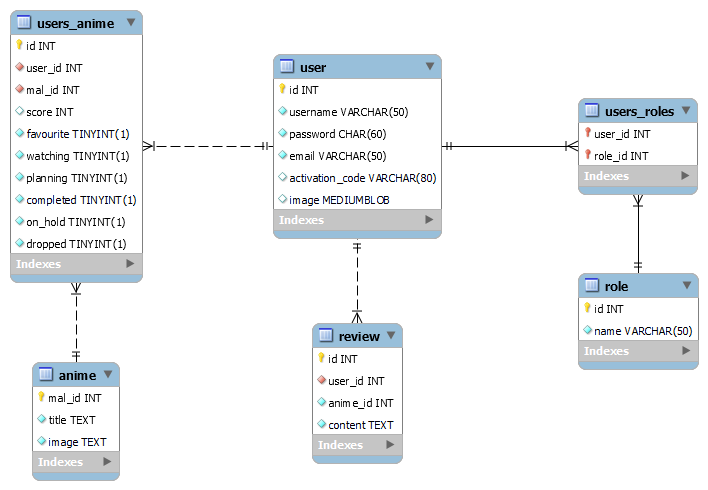 users_anime
id INT
user_id INT
mal_id INT
score INT
favourite TINYINT(1)
watching TINYINT(1)
planning TINYINT(1)
completed TINYINT(1)
on_hold TINYINT(1)
dropped TINYINT(1)
Indexes
user
id INT
username VARCHAR(50)
password CHAR(60)
email VARCHAR(50)
activation_code VARCHAR(80)
image MEDIUMBLOB
Indexes
users_roles
user_id INT
role_id INT
Indexes
role
id INT
name VARCHAR(50)
Indexes
review
id INT
user_id INT
anime_id INT
content TEXT
Indexes
anime
mal_id INT
title TEXT
image TEXT
Indexes